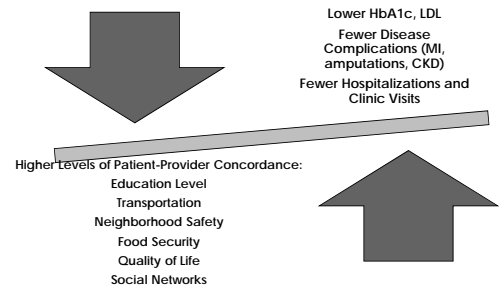 Lower HbA1c, LDL
Fewer Disease
Complications (MI,
amputations, CKD)
Fewer Hospitalizations and
Clinic Visits
Higher Levels of Patient-Provider Concordance:
Education Level
Transportation
Neighborhood Safety
Food Security
Quality of Life
Social Networks